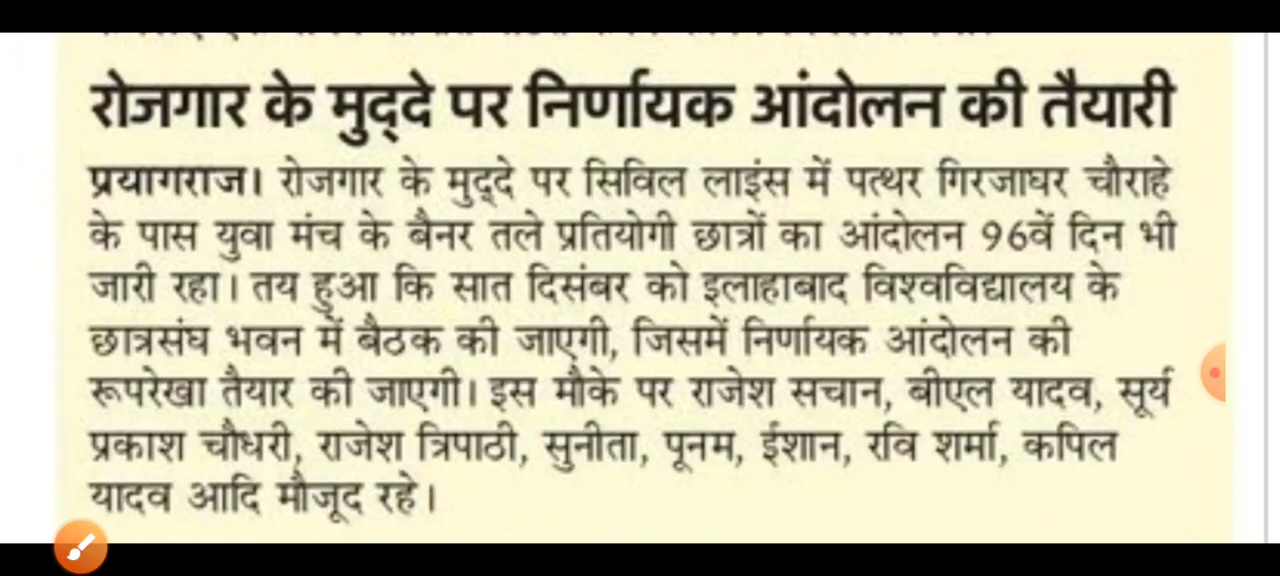 रोजगार के मुद्दे पर निर्णायक आंदोलन की तैयारी
प्रयागराज। रोजगार के मुद्दे पर सिविल लाइंस में पत्थर गिरजाघर चौराहे
के पास युवा मंच के बैनर तले प्रतियोगी छात्रों का आंदोलन 96वें दिन भी
जारी रहा। तय हुआ कि सात दिसंबर को इलाहाबाद विश्वविद्यालय के
छात्रसंघ भवन में बैठक की जाएगी, जिसमें निर्णायक आंदोलन की
रूपरेखा तैयार की जाएगी। इस मौके पर राजेश सचान, बीएल यादव, सूर्य
प्रकाश चौधरी, राजेश त्रिपाठी, सुनीता, पूनम, ईशान, रवि शर्मा, कपिल
यादव आदि मौजूद रहे।